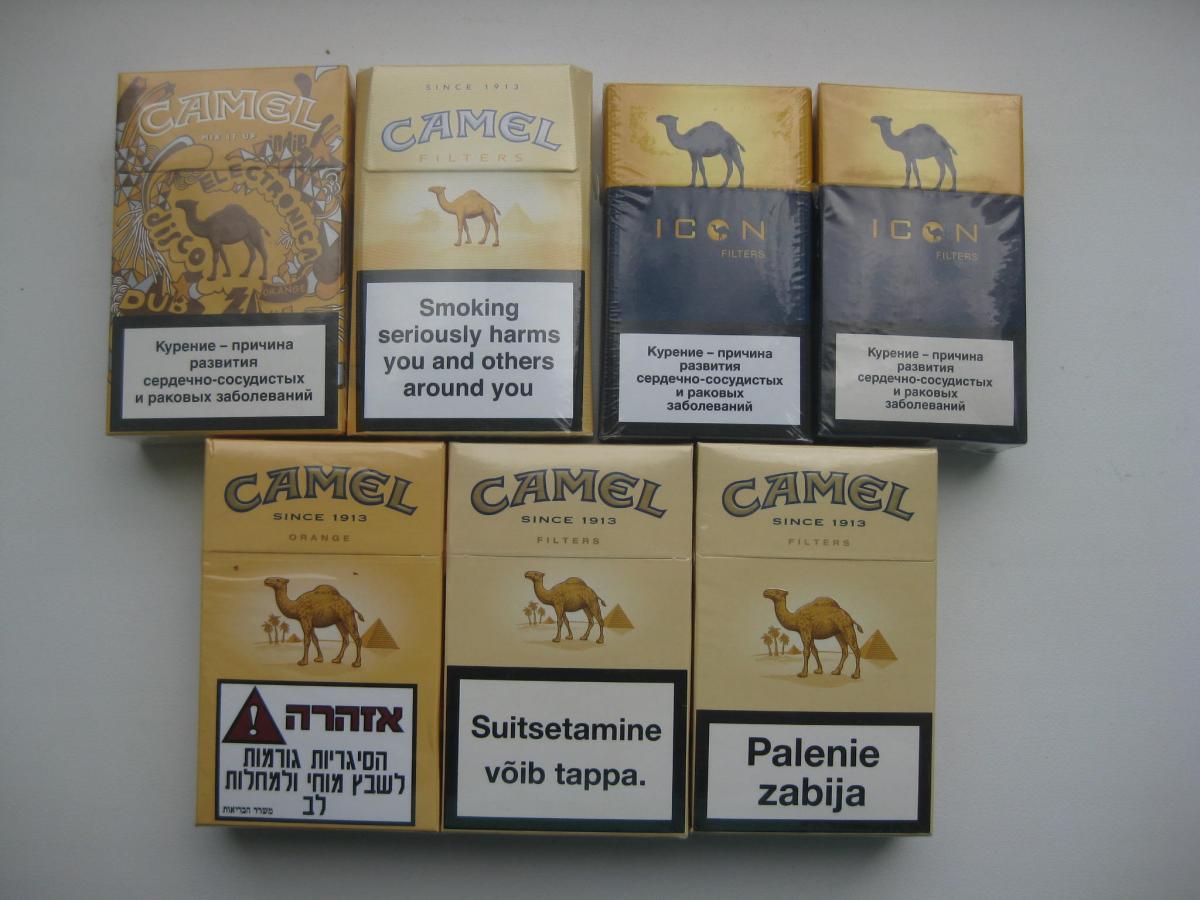 CAMEL
MIX IT UP
indie
ELECTRONICA
disco
DUB
ORANGE
Курение – причина
развития
сердечно-сосудистых
и раковых заболеваний
SINCE 1913
CAMEL
FILTERS
Smoking
seriously harms
you and others
around you
ICON
FILTERS
Курение – причина
развития
сердечно-сосудистых
и раковых
заболеваний
ICON
FILTERS
Курение – причина
развития
сердечно-сосудистых
и раковых
заболеваний
CAMEL
SINCE 1913
ORANGE
אזהרה
הסיגריות גורמות
לשבץ מוחי ולמחלות
לב
משרד הבריאות
CAMEL
SINCE 1913
FILTERS
Suitsetamine
võib tappa.
CAMEL
SINCE 1913
FILTERS
Palenie
zabija